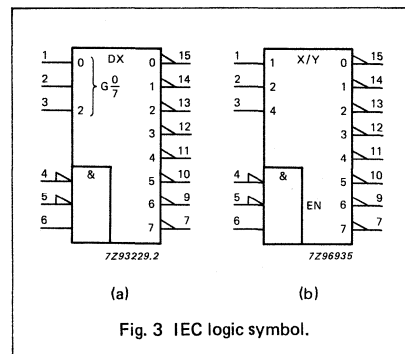 DX
1 0 0 15
G 0/7
2 1 14
3 2 2 13
3 12
4 11
& 
4 5 10
5 6 9
6 7 7
7Z93229.2
(a)
X/Y
1 1 0 15
2 2 1 14
3 4 2 13
3 12
4 11
&
4 5 10
5 EN 6 9
6 7 7
7Z96935
(b)
Fig. 3 IEC logic symbol.